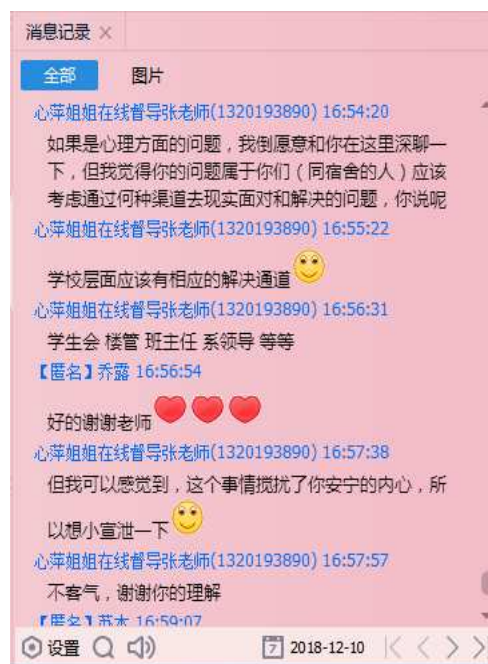 消息记录 ×
全部 图片
心萍姐姐在线督导张老师(1320193890) 16:54:20
如果是心理方面的问题，我倒愿意和你在这里深聊一
下，但我觉得你的问题属于你们（同宿舍的人）应该
考虑通过何种渠道去现实面对和解决的问题，你说呢
心萍姐姐在线督导张老师(1320193890) 16:55:22
学校层面应该有相应的解决通道
心萍姐姐在线督导张老师(1320193890) 16:56:31
学生会 楼管 班主任 系领导 等等
【匿名】乔露 16:56:54
好的谢谢老师
心萍姐姐在线督导张老师(1320193890) 16:57:38
但我可以感觉到，这个事情搅扰了你安宁的内心，所
以想小宣泄一下
心萍姐姐在线督导张老师(1320193890) 16:57:57
不客气，谢谢你的理解
【匿名】苏木 16:59:07
设置 7 2018-12-10